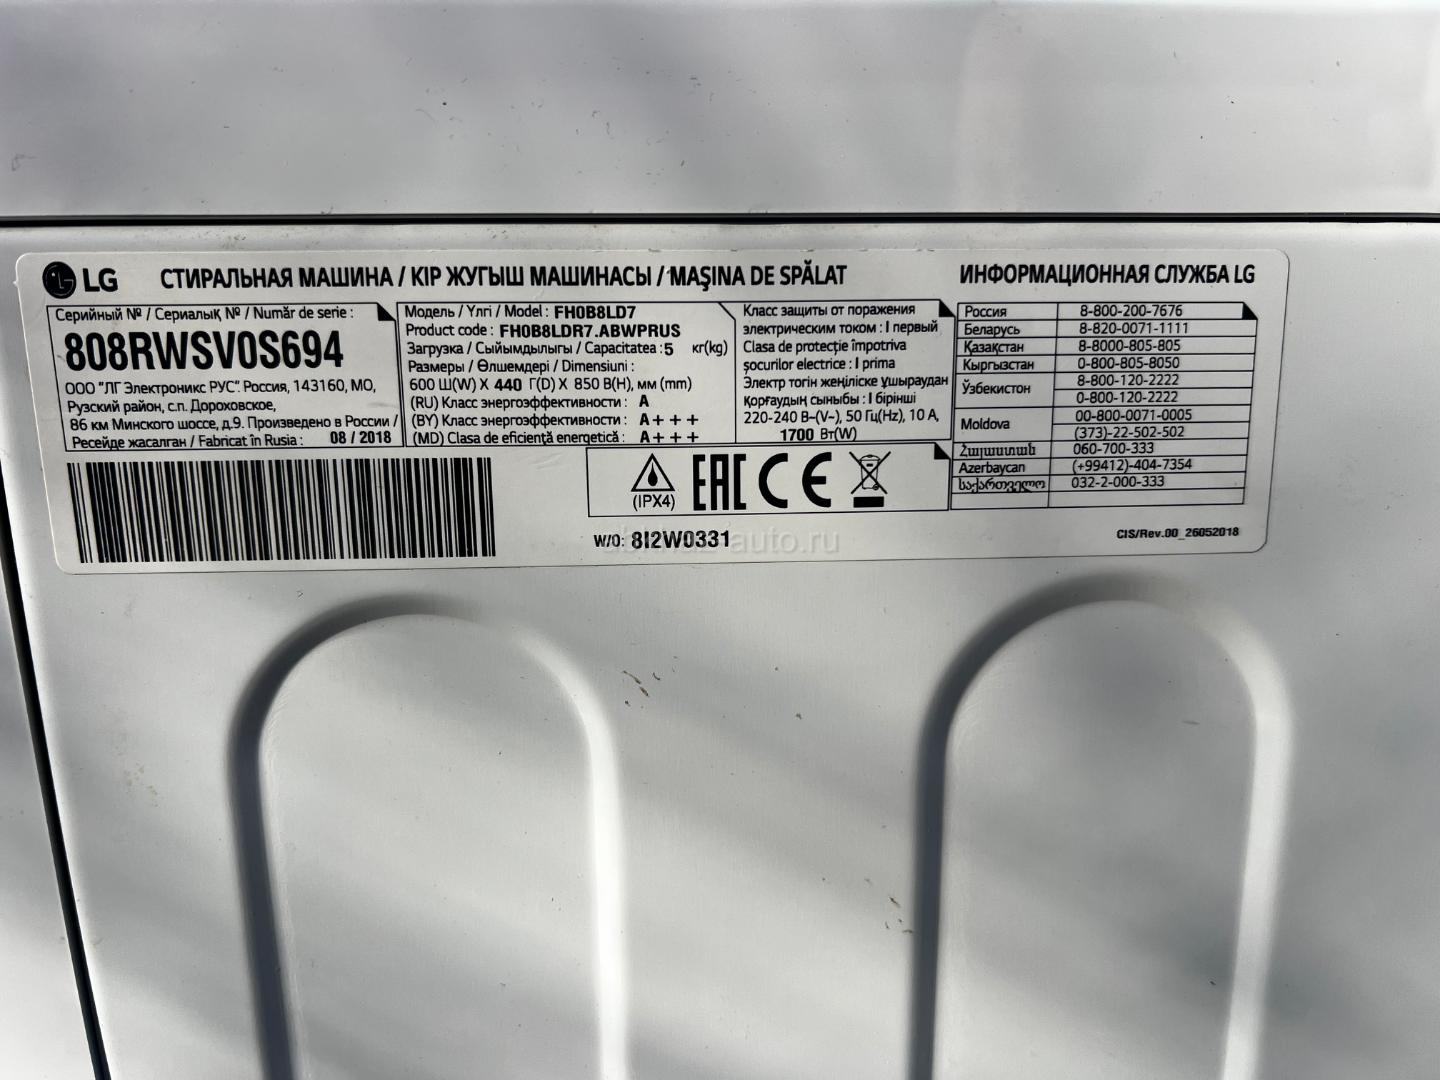 LG СТИРАЛЬНАЯ МАШИНА / КІР ЖУҒЫШ МАШИНАСЫ / MAȘINA DE SPĂLAT
Серийный № / Сериалық № / Număr de serie :
808RWSV0S694
ООО "ЛГ Электроникс РУС". Россия, 143160, МО,
Рузский район, с.п. Дороховское,
86 км Минского шоссе, д.9. Произведено в России /
Ресейде жасалған / Fabricat în Rusia : 08 / 2018
Модель / Үлгі / Model : FH0B8LD7
Product code : FH0B8LDR7.ABWPRUS
Загрузка / Сыйымдылығы / Capacitatea : 5 кг(kg)
Размеры / Өлшемдері / Dimensiuni :
600 Ш(W) X 440 Г(D) X 850 В(H), мм (mm)
(RU) Класс энергоэффективности : A
(BY) Класс энергоэффективности : A+++
(MD) Clasa de eficiență energetică : A+++
Класс защиты от поражения
электрическим током : I первый
Clasa de protecție împotriva
șocurilor electrice : I prima
Электр тогін жеңіліске ұшыраудан
қорғаудың сыныбы : I бірінші
220-240 В~(V~), 50 Гц(Hz), 10 A,
1700 Вт(W)
(IPX4) EAC CE
W/O: 8I2W0331
ИНФОРМАЦИОННАЯ СЛУЖБА LG
Россия 8-800-200-7676
Беларусь 8-820-0071-1111
Қазақстан 8-8000-805-805
Кыргызстан 0-800-805-8050
Ўзбекистон 8-800-120-2222
0-800-120-2222
Moldova 00-800-0071-0005
(373)-22-502-502
Հայաստան 060-700-333
Azerbaycan (+99412)-404-7354
საქართველო 032-2-000-333
CIS/Rev.00_26052018